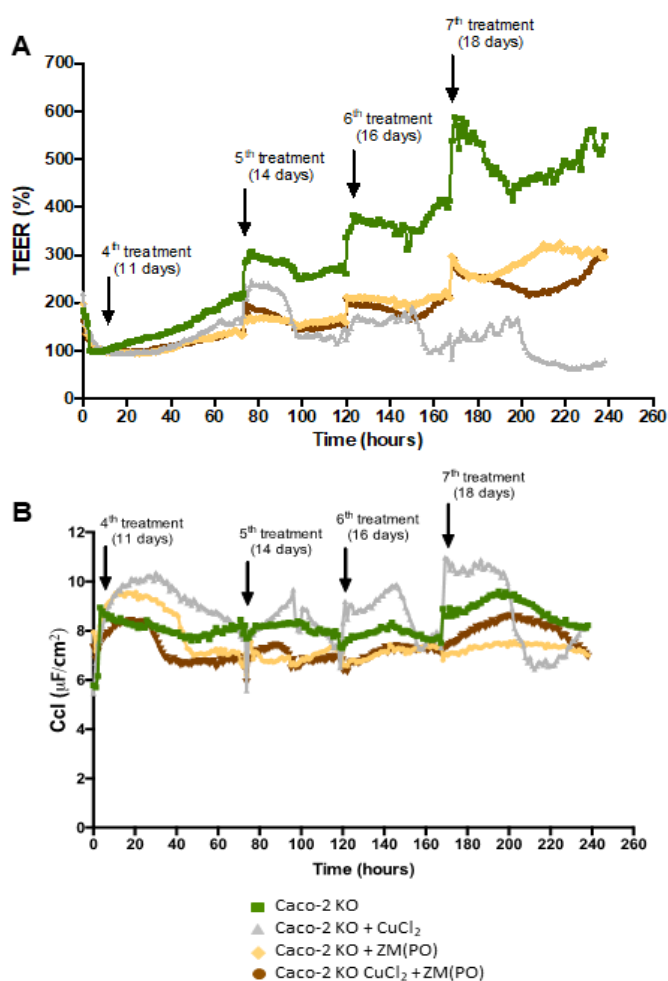 A
7th treatment
(18 days)
6th treatment
(16 days)
5th treatment
(14 days)
4th treatment
(11 days)
TEER (%)
700
600
500
400
300
200
100
0
0 20 40 60 80 100 120 140 160 180 200 220 240 260
Time (hours)
B
4th treatment
(11 days)
5th treatment
(14 days)
6th treatment
(16 days)
7th treatment
(18 days)
Ccl (µF/cm²)
12
10
8
6
4
2
0
0 20 40 60 80 100 120 140 160 180 200 220 240 260
Time (hours)
Caco-2 KO
Caco-2 KO + CuCl₂
Caco-2 KO + ZM(PO)
Caco-2 KO CuCl₂ + ZM(PO)